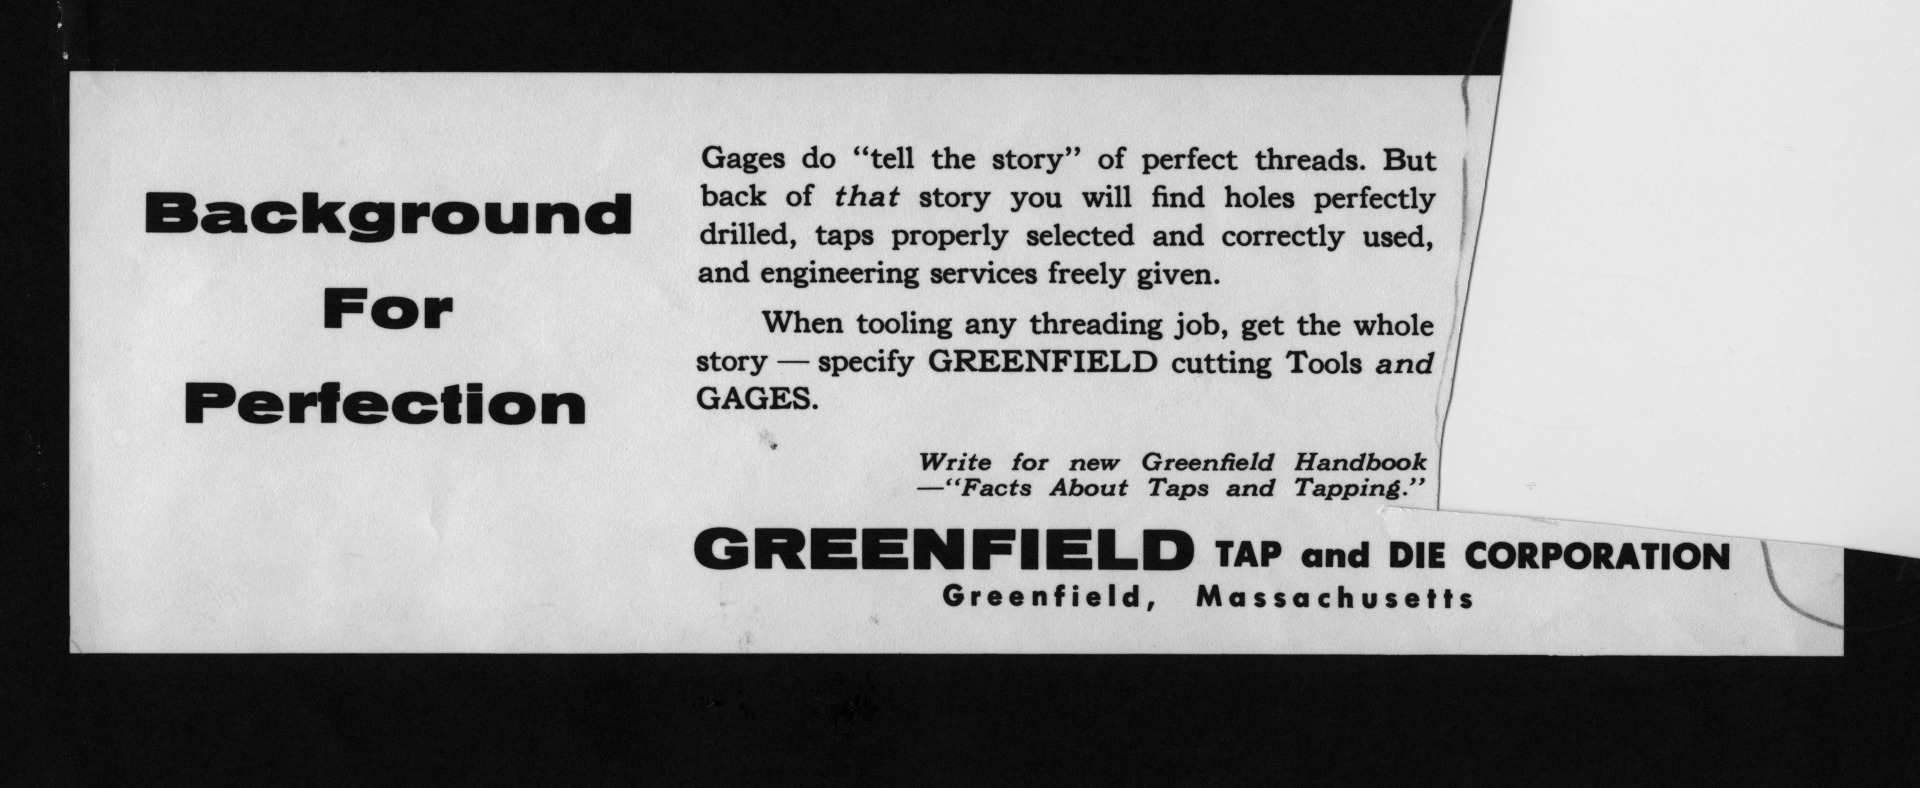 Background
For
Perfection
Gages do “tell the story” of perfect threads. But
back of that story you will find holes perfectly
drilled, taps properly selected and correctly used,
and engineering services freely given.
When tooling any threading job, get the whole
story — specify GREENFIELD cutting Tools and
GAGES.
Write for new Greenfield Handbook
—“Facts About Taps and Tapping.”
GREENFIELD TAP and DIE CORPORATION
Greenfield, Massachusetts